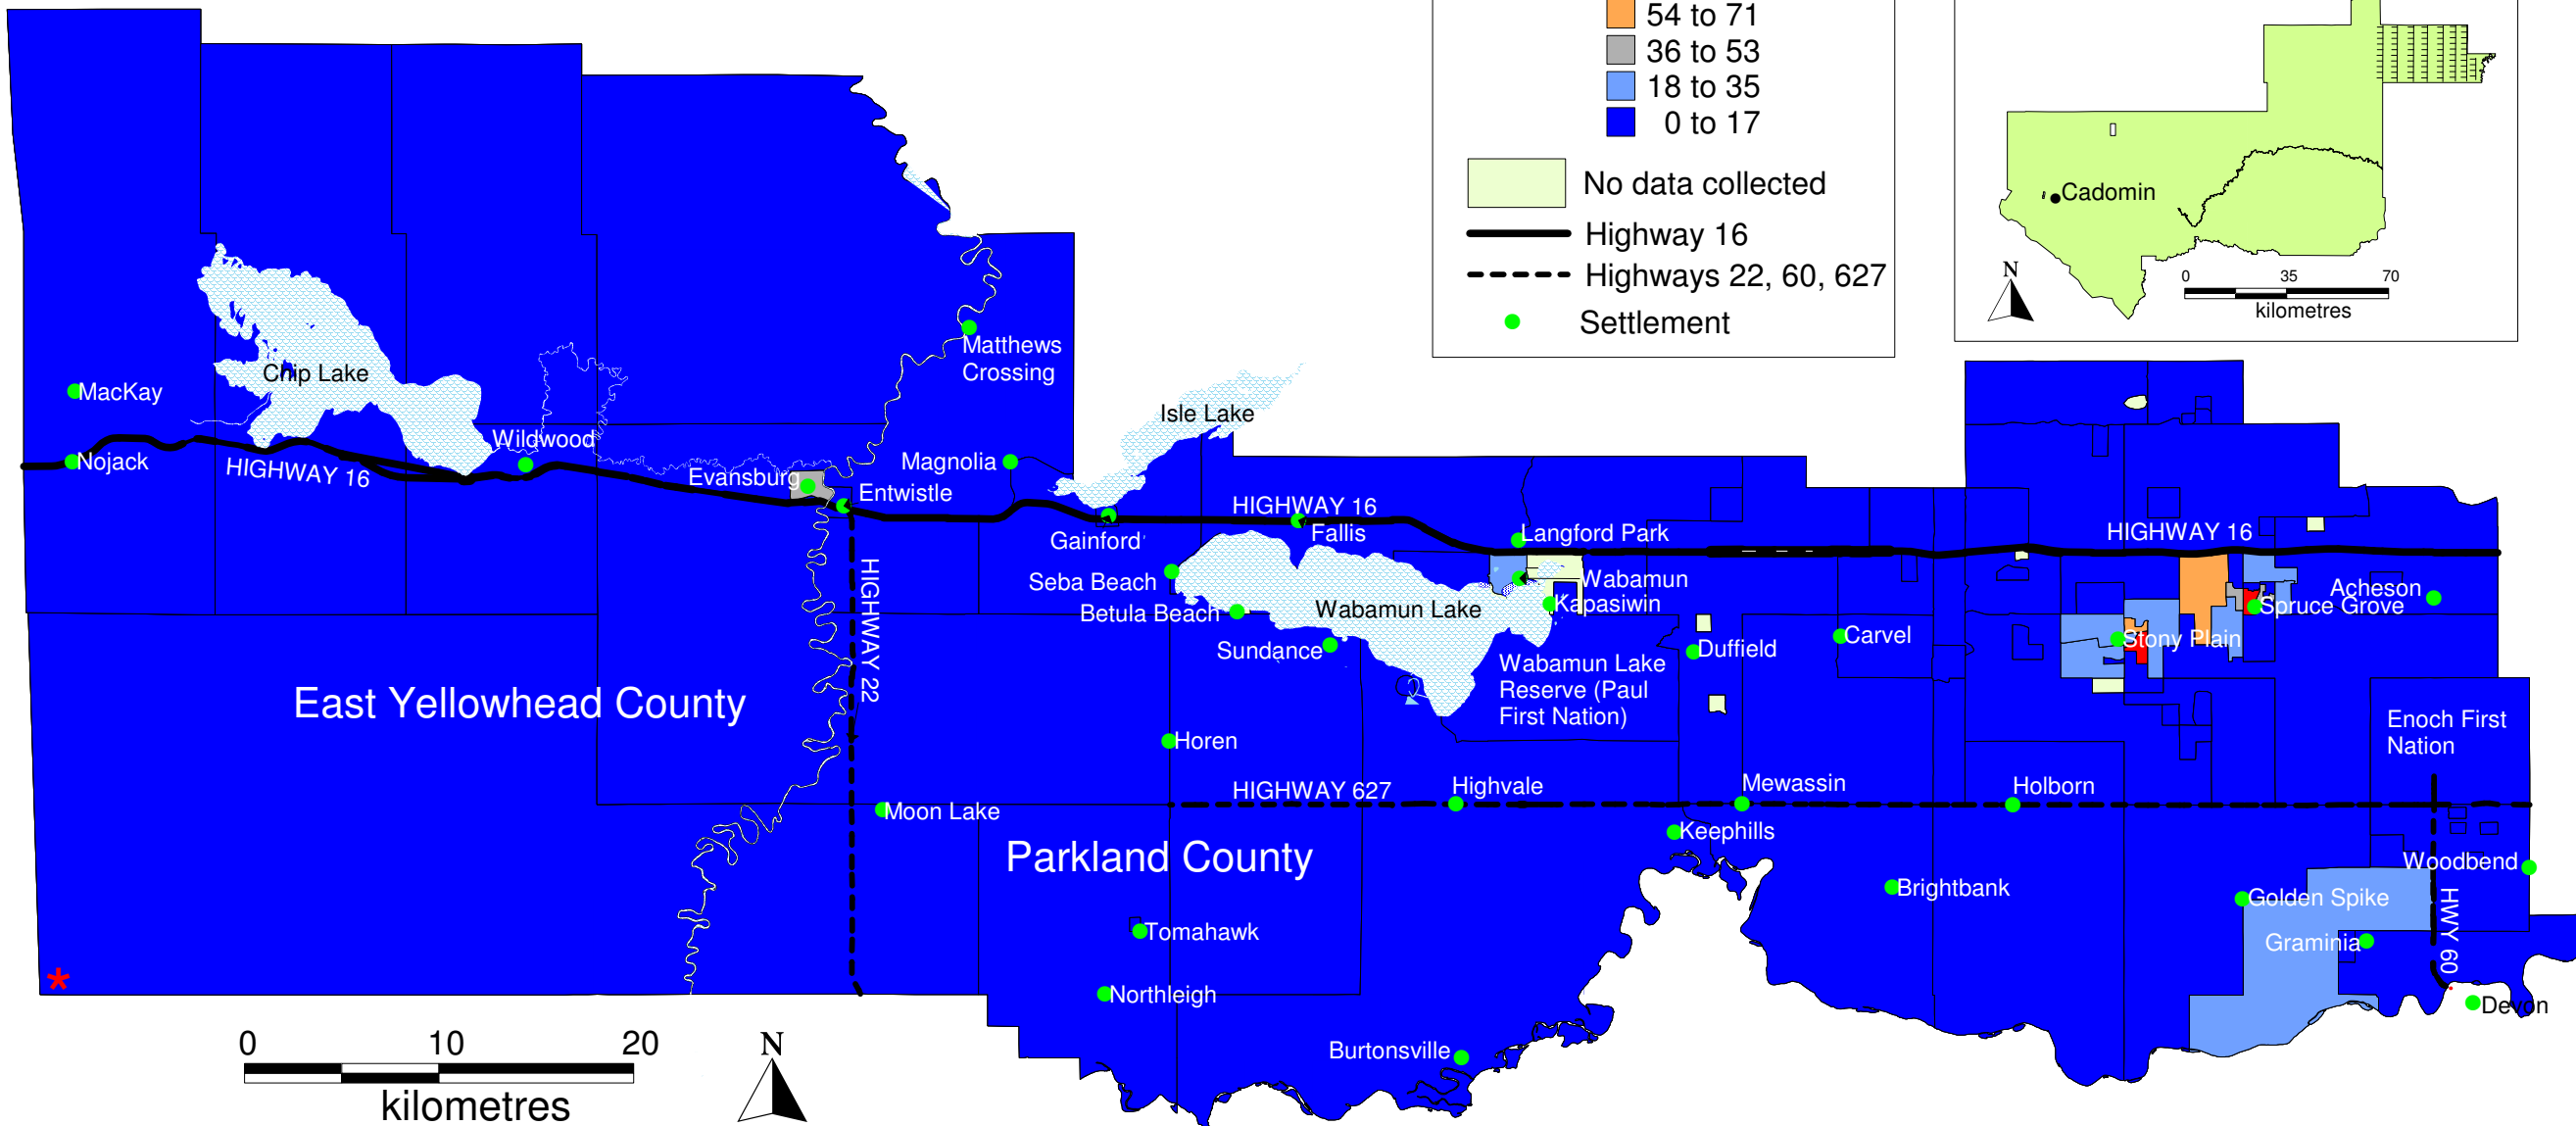 54 to 71
36 to 53
18 to 35
0 to 17
No data collected
Highway 16
Highways 22, 60, 627
Settlement
Cadomin
N
0 35 70
kilometres
Matthews
Crossing
Chip Lake
MacKay
Isle Lake
Wildwood
Nojack
HIGHWAY 16
Magnolia
Evansburg
Entwistle
HIGHWAY 16
Fallis
Gainford
Langford Park
HIGHWAY 16
Seba Beach
Wabamun
Kapasiwin
Betula Beach
Wabamun Lake
Acheson
Spruce Grove
HIGHWAY 22
Sundance
Duffield
Carvel
Stony Plain
Wabamun Lake
Reserve (Paul
First Nation)
East Yellowhead County
Enoch First
Nation
Horen
HIGHWAY 627
Highvale
Mewassin
Holborn
Moon Lake
Keephills
Parkland County
Woodbend
Brightbank
Golden Spike
HWY 60
Tomahawk
Graminia
*
Northleigh
Devon
Burtonsville
0 10 20
kilometres
N